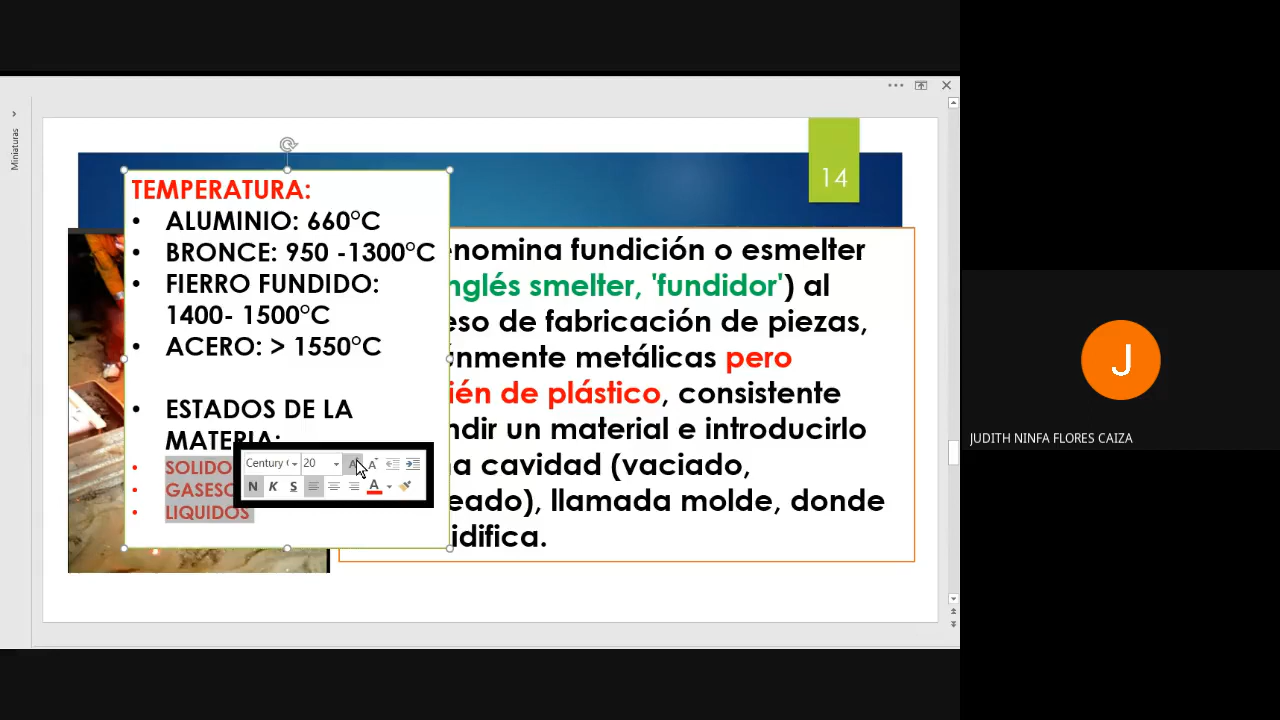 Miniaturas
14
TEMPERATURA:
• ALUMINIO: 660°C
• BRONCE: 950 -1300°C
• FIERRO FUNDIDO:
1400- 1500°C
• ACERO: > 1550°C
• ESTADOS DE LA
MATERIA:
• SOLIDO
• GASESO
• LIQUIDOS
Century
20
N K S A
enomina fundición o esmelter
nglés smelter, 'fundidor') al
eso de fabricación de piezas,
únmente metálicas pero
ién de plástico, consistente
ndir un material e introducirlo
a cavidad (vaciado,
eado), llamada molde, donde
idifica.
J
JUDITH NINFA FLORES CAIZA